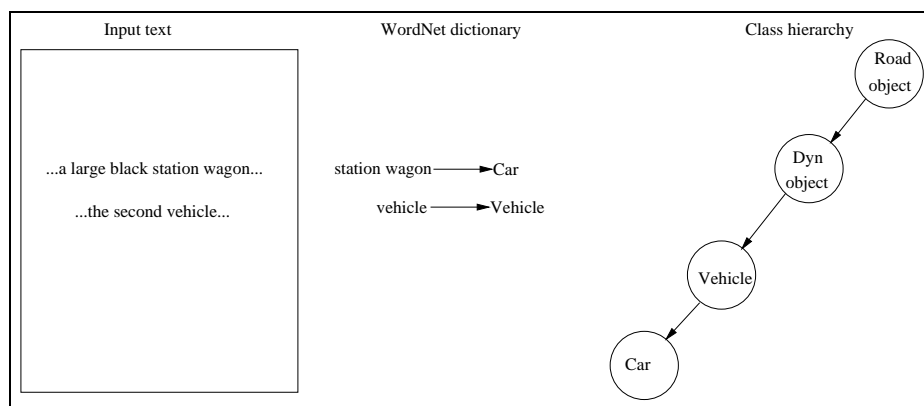 Input text
WordNet dictionary
Class hierarchy
Road
object
...a large black station wagon...
station wagon
Car
Dyn
object
...the second vehicle...
vehicle
Vehicle
Vehicle
Car